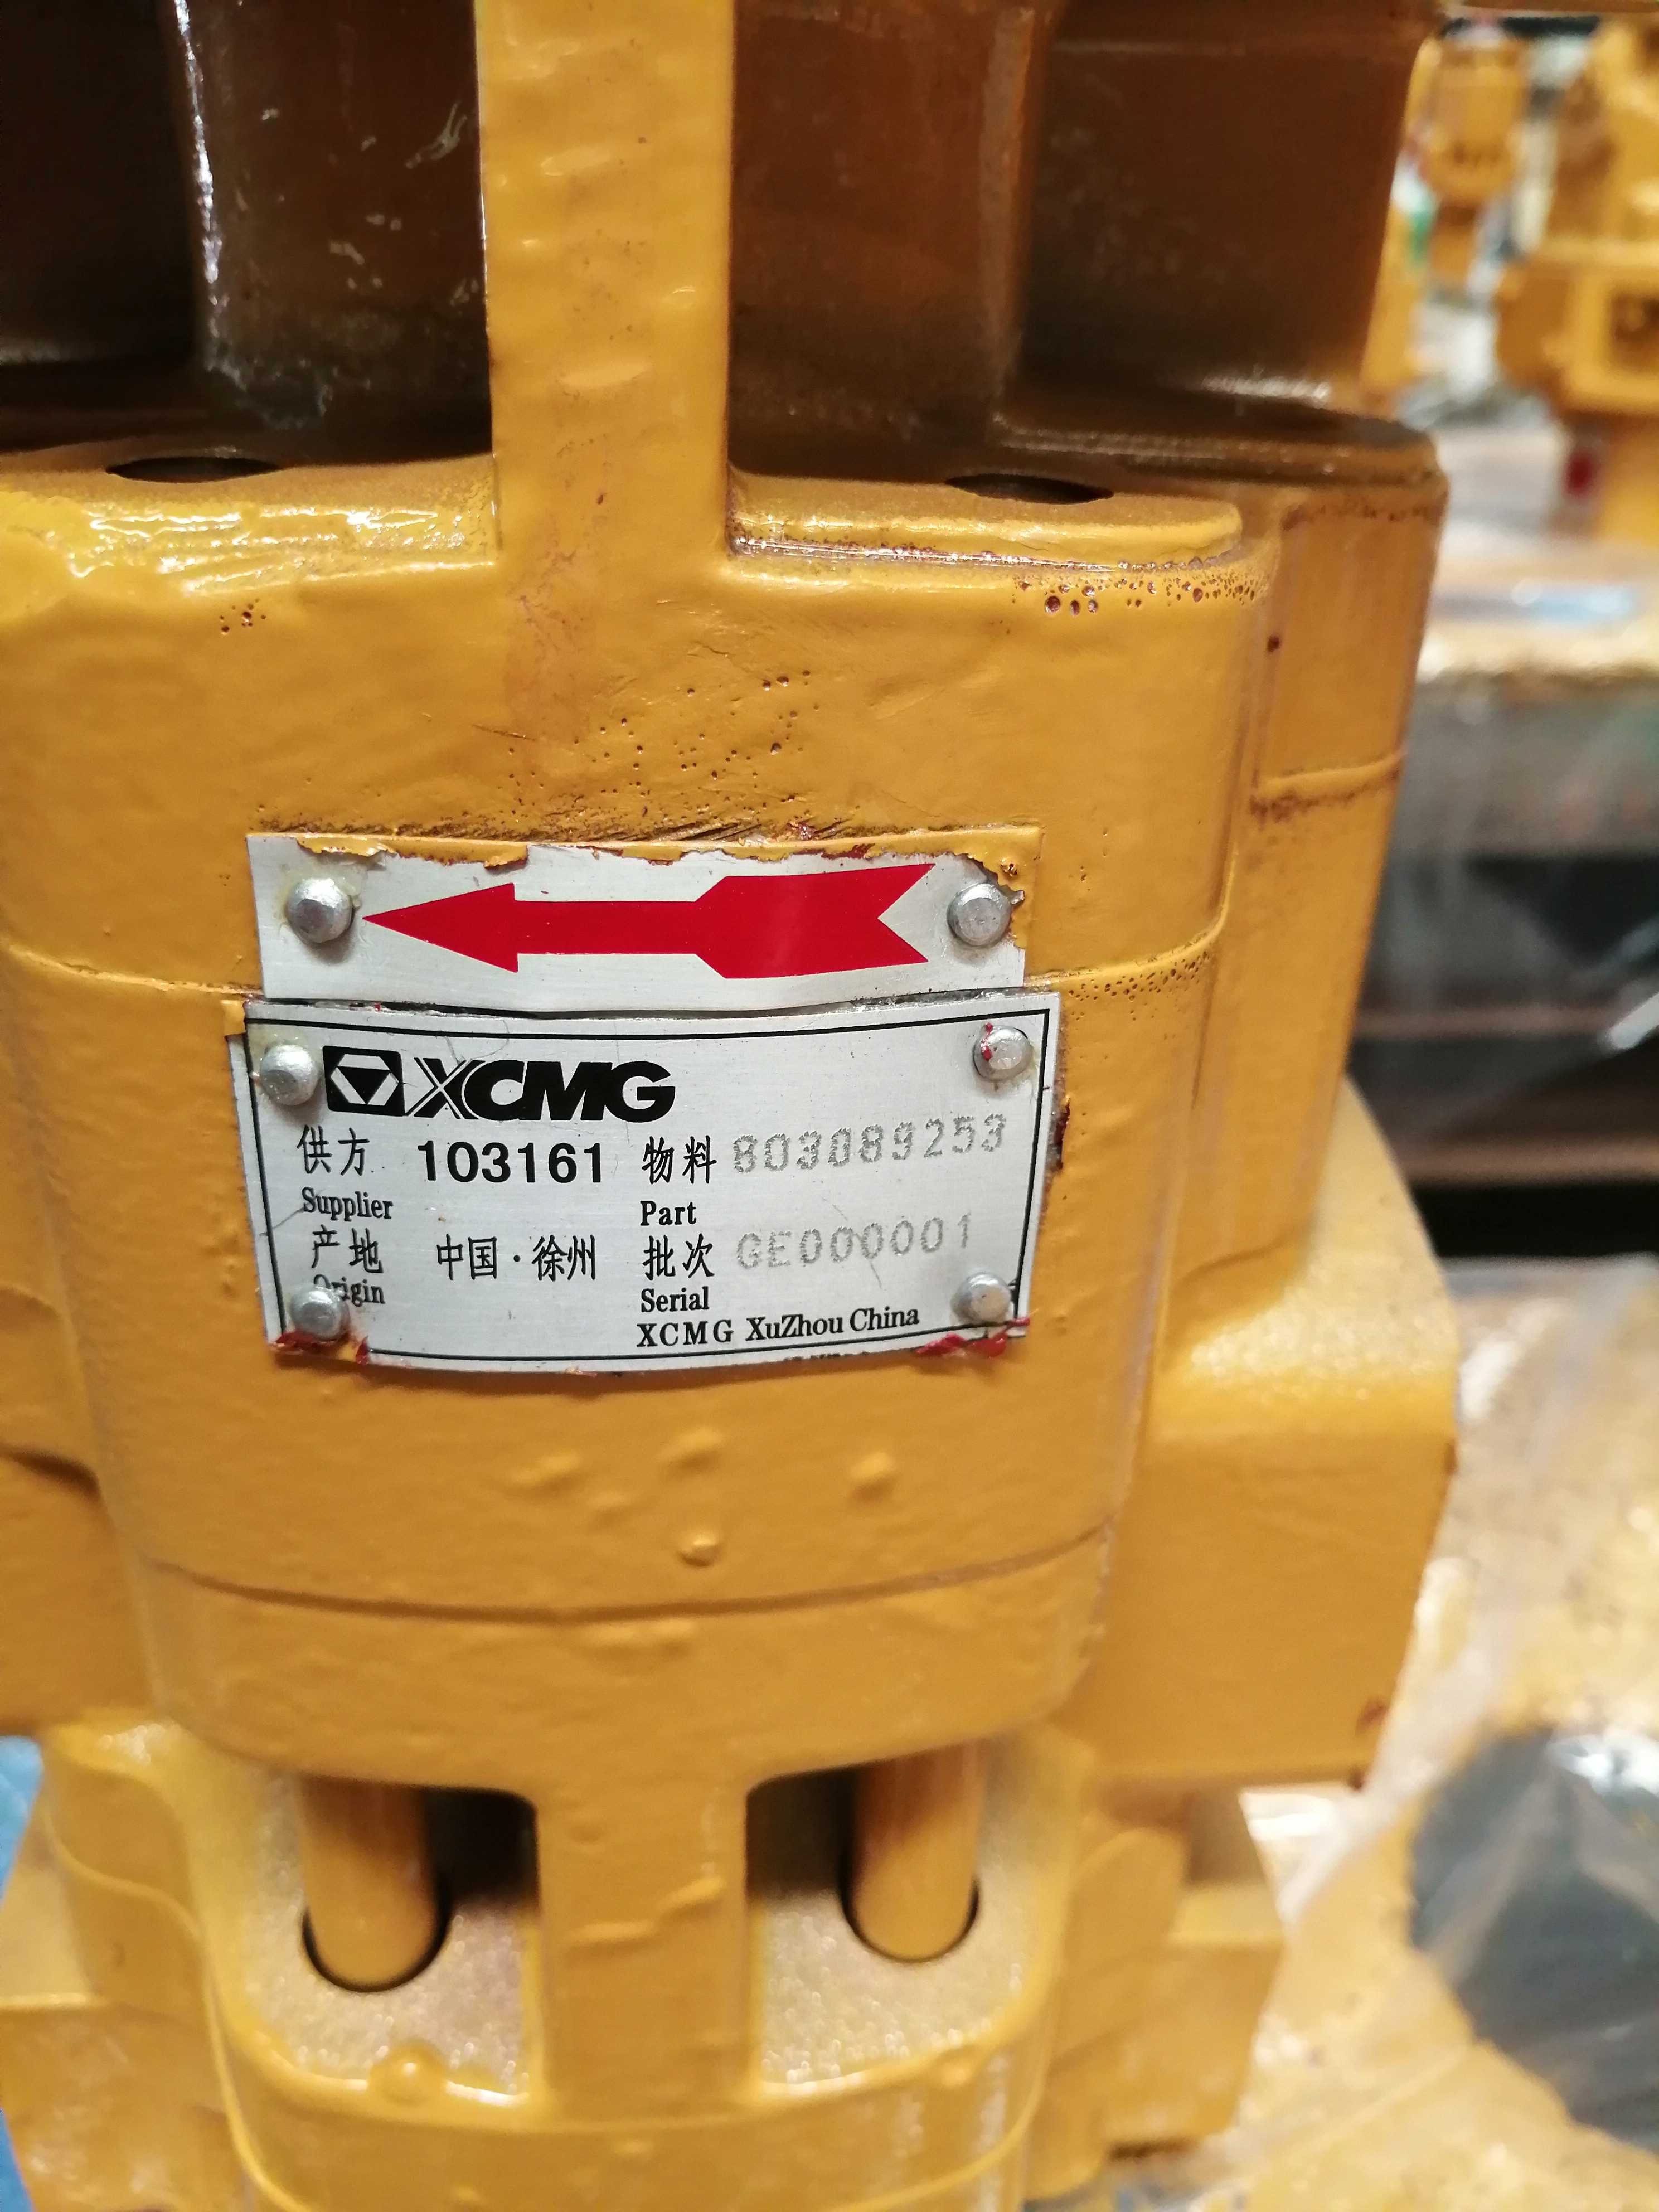 XCMG
供方 103161 物料 803089253
Supplier Part
产地 中国·徐州 批次 GE000001
Origin Serial
XCMG XuZhou China